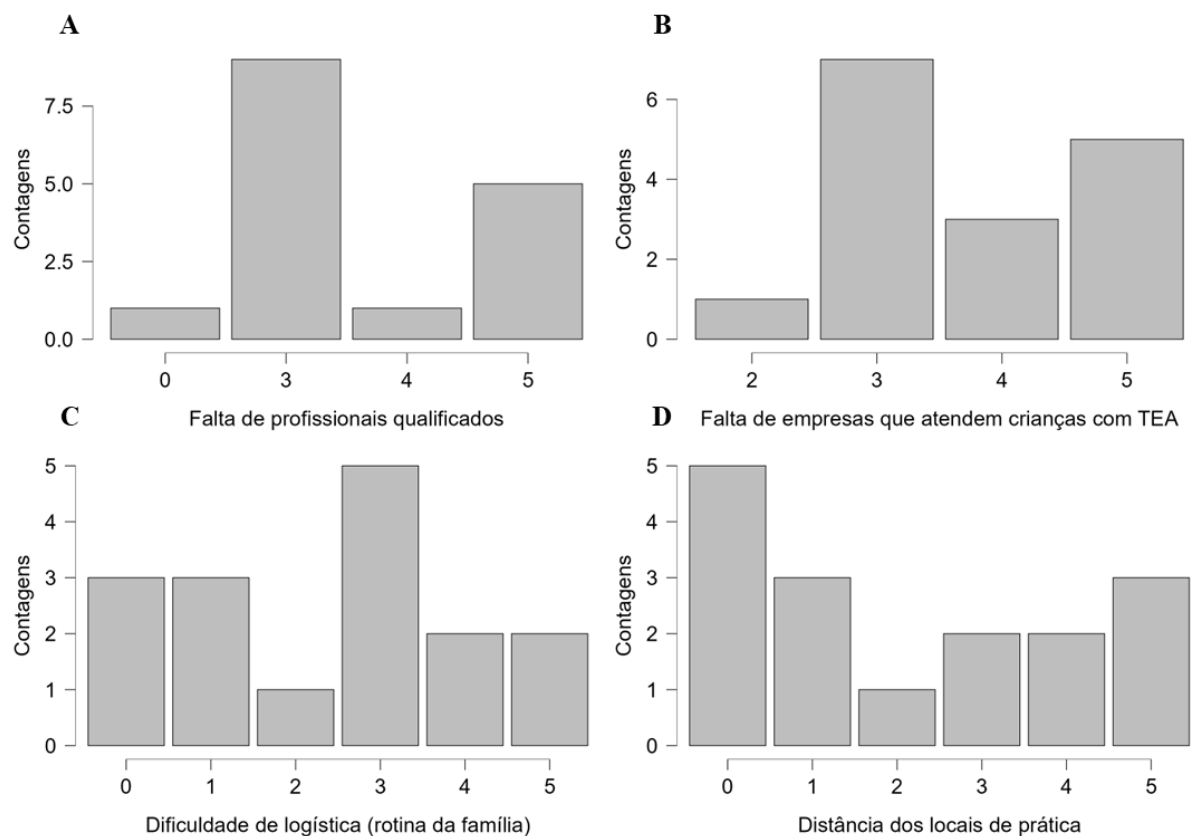 A
Contagens
7.5
5.0
2.5
0.0
0 3 4 5
Falta de profissionais qualificados
B
Contagens
6
4
2
0
2 3 4 5
Falta de empresas que atendem crianças com TEA
C
Contagens
5
4
3
2
1
0
0 1 2 3 4 5
Dificuldade de logística (rotina da família)
D
Contagens
5
4
3
2
1
0
0 1 2 3 4 5
Distância dos locais de prática